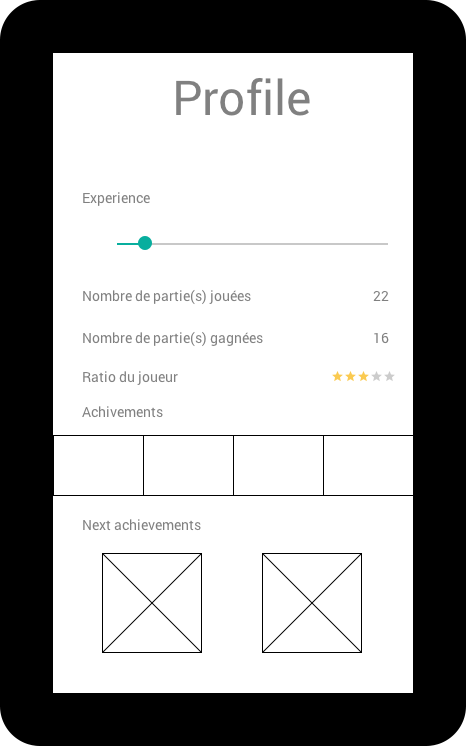 Profile
Experience
Nombre de partie(s) jouées 22
Nombre de partie(s) gagnées 16
Ratio du joueur
Achivements
Next achievements